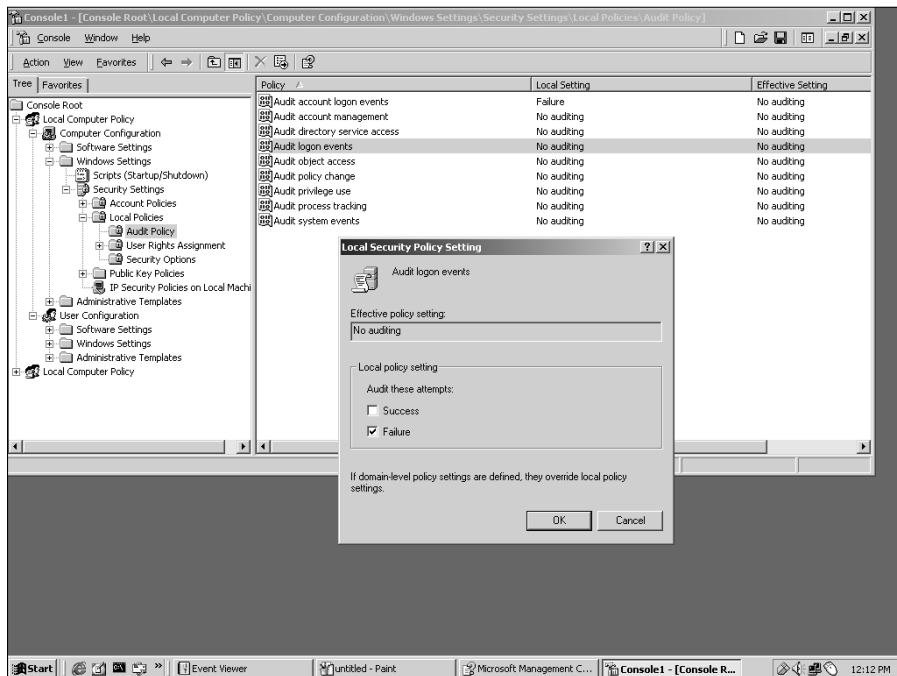 Console1 - [Console Root\Local Computer Policy\Computer Configuration\Windows Settings\Security Settings\Local Policies\Audit Policy]
Console Window Help
Action View Favorites
Tree Favorites
Policy Local Setting Effective Setting
Console Root
Local Computer Policy
Computer Configuration
Software Settings
Windows Settings
Scripts (Startup/Shutdown)
Security Settings
Account Policies
Local Policies
Audit Policy
User Rights Assignment
Security Options
Public Key Policies
IP Security Policies on Local Machi
Administrative Templates
User Configuration
Software Settings
Windows Settings
Administrative Templates
Local Computer Policy
Audit account logon events Failure No auditing
Audit account management No auditing No auditing
Audit directory service access No auditing No auditing
Audit logon events No auditing No auditing
Audit object access No auditing No auditing
Audit policy change No auditing No auditing
Audit privilege use No auditing No auditing
Audit process tracking No auditing No auditing
Audit system events No auditing No auditing
Local Security Policy Setting
Audit logon events
Effective policy setting:
No auditing
Local policy setting
Audit these attempts:
Success
Failure
If domain-level policy settings are defined, they override local policy
settings.
OK Cancel
Start » Event Viewer untitled - Paint Microsoft Management C... Console1 - [Console R... 12:12 PM